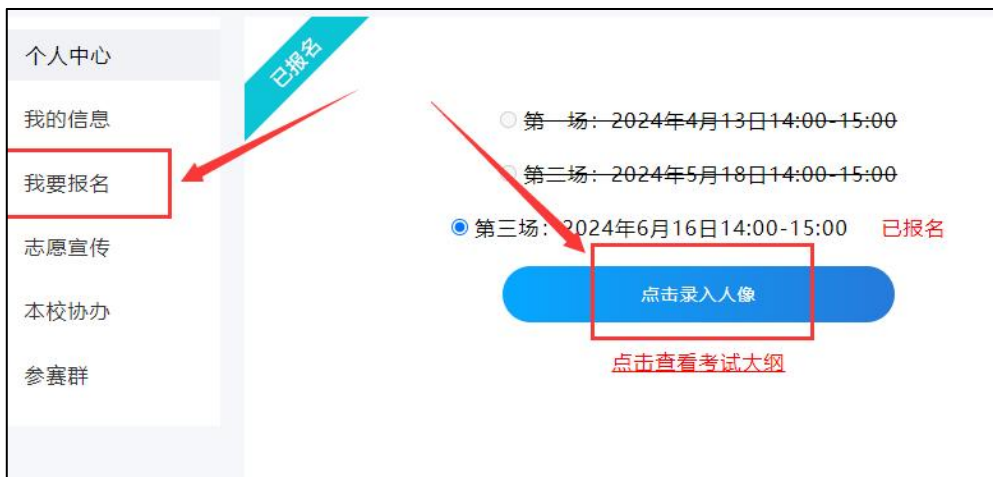 个人中心
我的信息
我要报名
志愿宣传
本校协办
参赛群
已报名
第一场：2024年4月13日14:00-15:00
第二场：2024年5月18日14:00-15:00
第三场：2024年6月16日14:00-15:00 已报名
点击录入人像
点击查看考试大纲